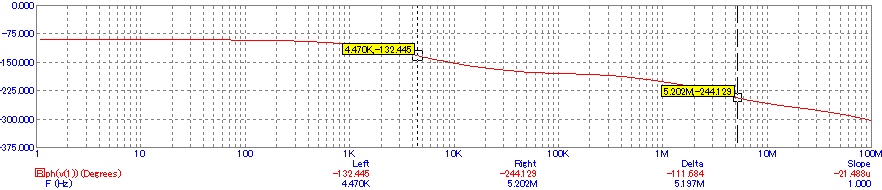 0.000
-75.000
-150.000
-225.000
-300.000
-375.000
4.470K,-132.445
5.202M,-244.129
1 10 100 1K 10K 100K 1M 10M 100M
Left Right Delta Slope
ph(v(1)) (Degrees) -132.445 -244.129 -111.684 -21.488u
F (Hz) 4.470K 5.202M 5.197M 1.000